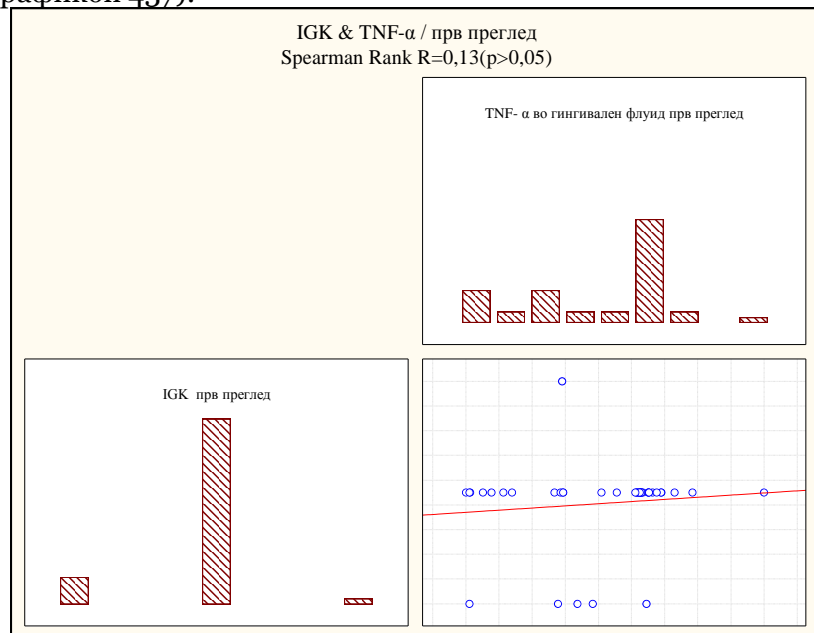 IGK & TNF-α / прв преглед
Spearman Rank R=0,13(p>0,05)
TNF- α во гингивален флуид прв преглед
IGK прв преглед